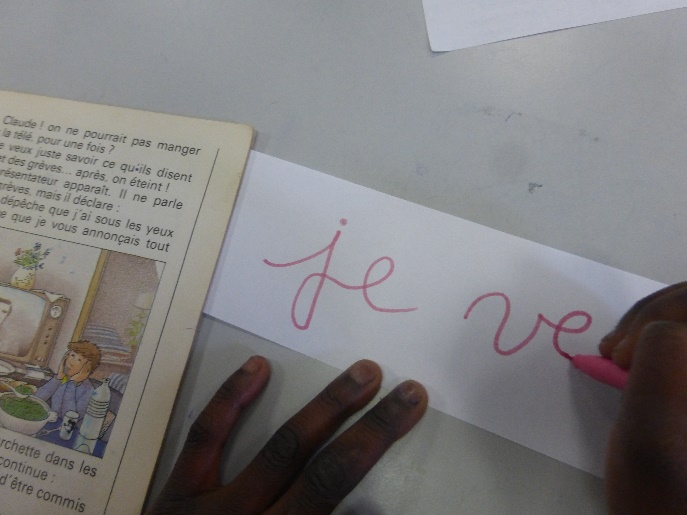 Claude ! on ne pourrait pas manger
la télé, pour une fois ?
e veux juste savoir ce qu'ils disent
et des grèves... après, on éteint !
présentateur apparaît. Il ne parle
grèves, mais il déclare :
dépêche que j'ai sous les yeux
e que je vous annonçais tout
rchette dans les
continue :
d'être commis
je ve